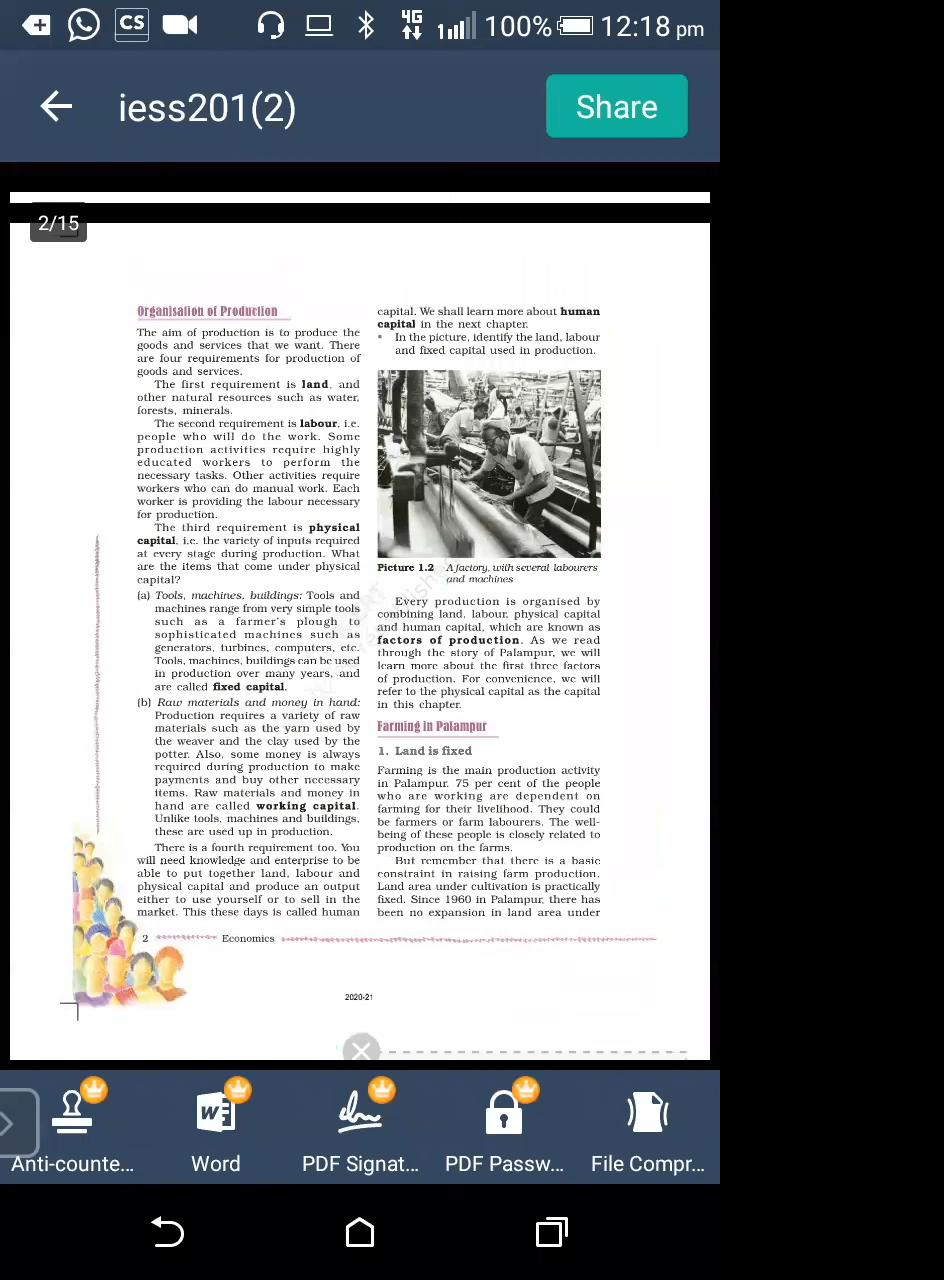 CS
4G
100%
12:18 pm
iess201(2)
Share
2/15
Organisation of Production
The aim of production is to produce the
goods and services that we want. There
are four requirements for production of
goods and services.
The first requirement is land, and
other natural resources such as water,
forests, minerals.
The second requirement is labour, i.e.
people who will do the work. Some
production activities require highly
educated workers to perform the
necessary tasks. Other activities require
workers who can do manual work. Each
worker is providing the labour necessary
for production.
The third requirement is physical
capital, i.e. the variety of inputs required
at every stage during production. What
are the items that come under physical
capital?
(a) Tools, machines, buildings: Tools and
machines range from very simple tools
such as a farmer's plough to
sophisticated machines such as
generators, turbines, computers, etc.
Tools, machines, buildings can be used
in production over many years, and
are called fixed capital.
(b) Raw materials and money in hand:
Production requires a variety of raw
materials such as the yarn used by
the weaver and the clay used by the
potter. Also, some money is always
required during production to make
payments and buy other necessary
items. Raw materials and money in
hand are called working capital.
Unlike tools, machines and buildings,
these are used up in production.
There is a fourth requirement too. You
will need knowledge and enterprise to be
able to put together land, labour and
physical capital and produce an output
either to use yourself or to sell in the
market. This these days is called human
capital. We shall learn more about human
capital in the next chapter.
• In the picture, identify the land, labour
and fixed capital used in production.
Picture 1.2 A factory, with several labourers
and machines
Every production is organised by
combining land, labour, physical capital
and human capital, which are known as
factors of production. As we read
through the story of Palampur, we will
learn more about the first three factors
of production. For convenience, we will
refer to the physical capital as the capital
in this chapter.
Farming in Palampur
1. Land is fixed
Farming is the main production activity
in Palampur. 75 per cent of the people
who are working are dependent on
farming for their livelihood. They could
be farmers or farm labourers. The well-
being of these people is closely related to
production on the farms.
But remember that there is a basic
constraint in raising farm production.
Land area under cultivation is practically
fixed. Since 1960 in Palampur, there has
been no expansion in land area under
2 Economics
2020-21
Anti-counte...
Word
PDF Signat...
PDF Passw...
File Compr...